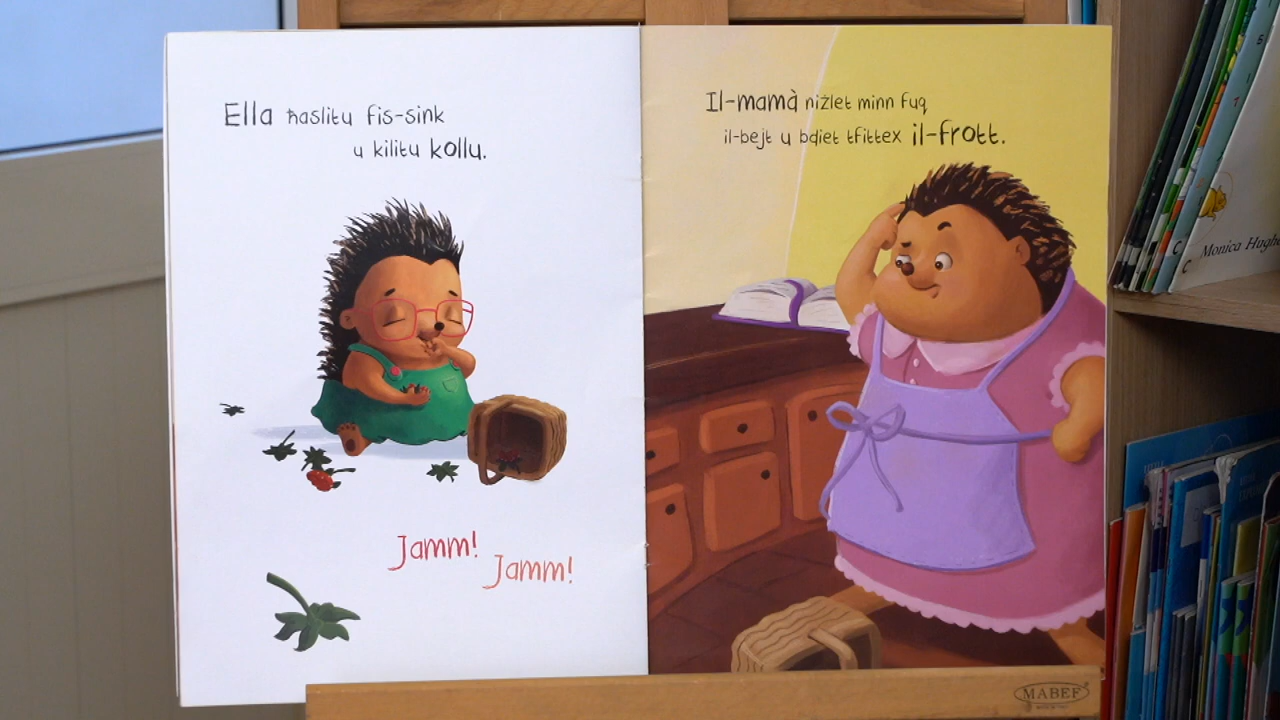 Ella ħaslitu fis-sink
u kilitu kollu.
Jamm!
Jamm!
Il-mamà niżlet minn fuq
il-bejt u bdiet tfittex il-frott.
Monica Hughe
MABEF